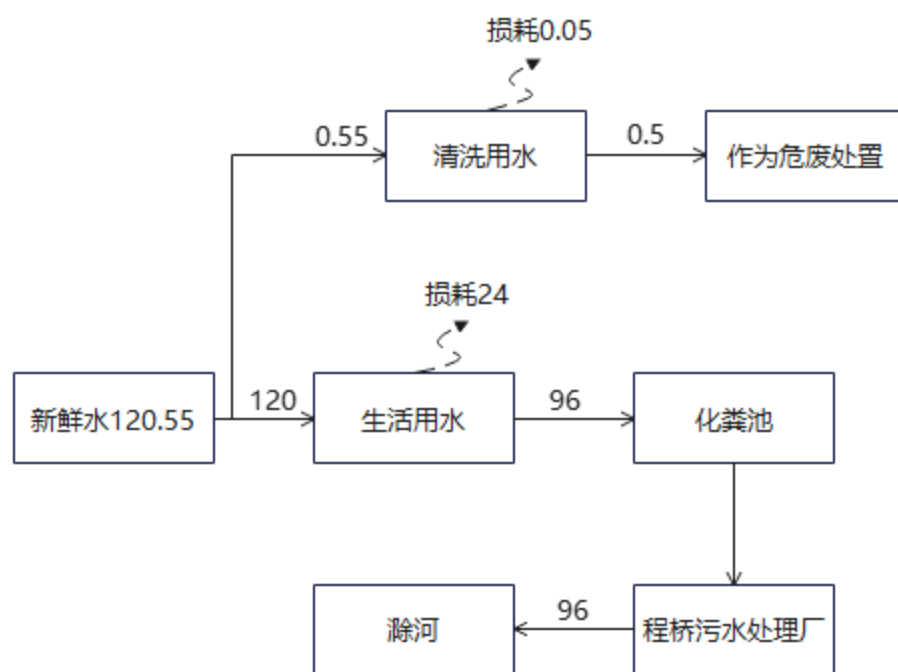 损耗0.05
0.55
清洗用水
0.5
作为危废处置
损耗24
新鲜水120.55
120
生活用水
96
化粪池
滁河
96
程桥污水处理厂